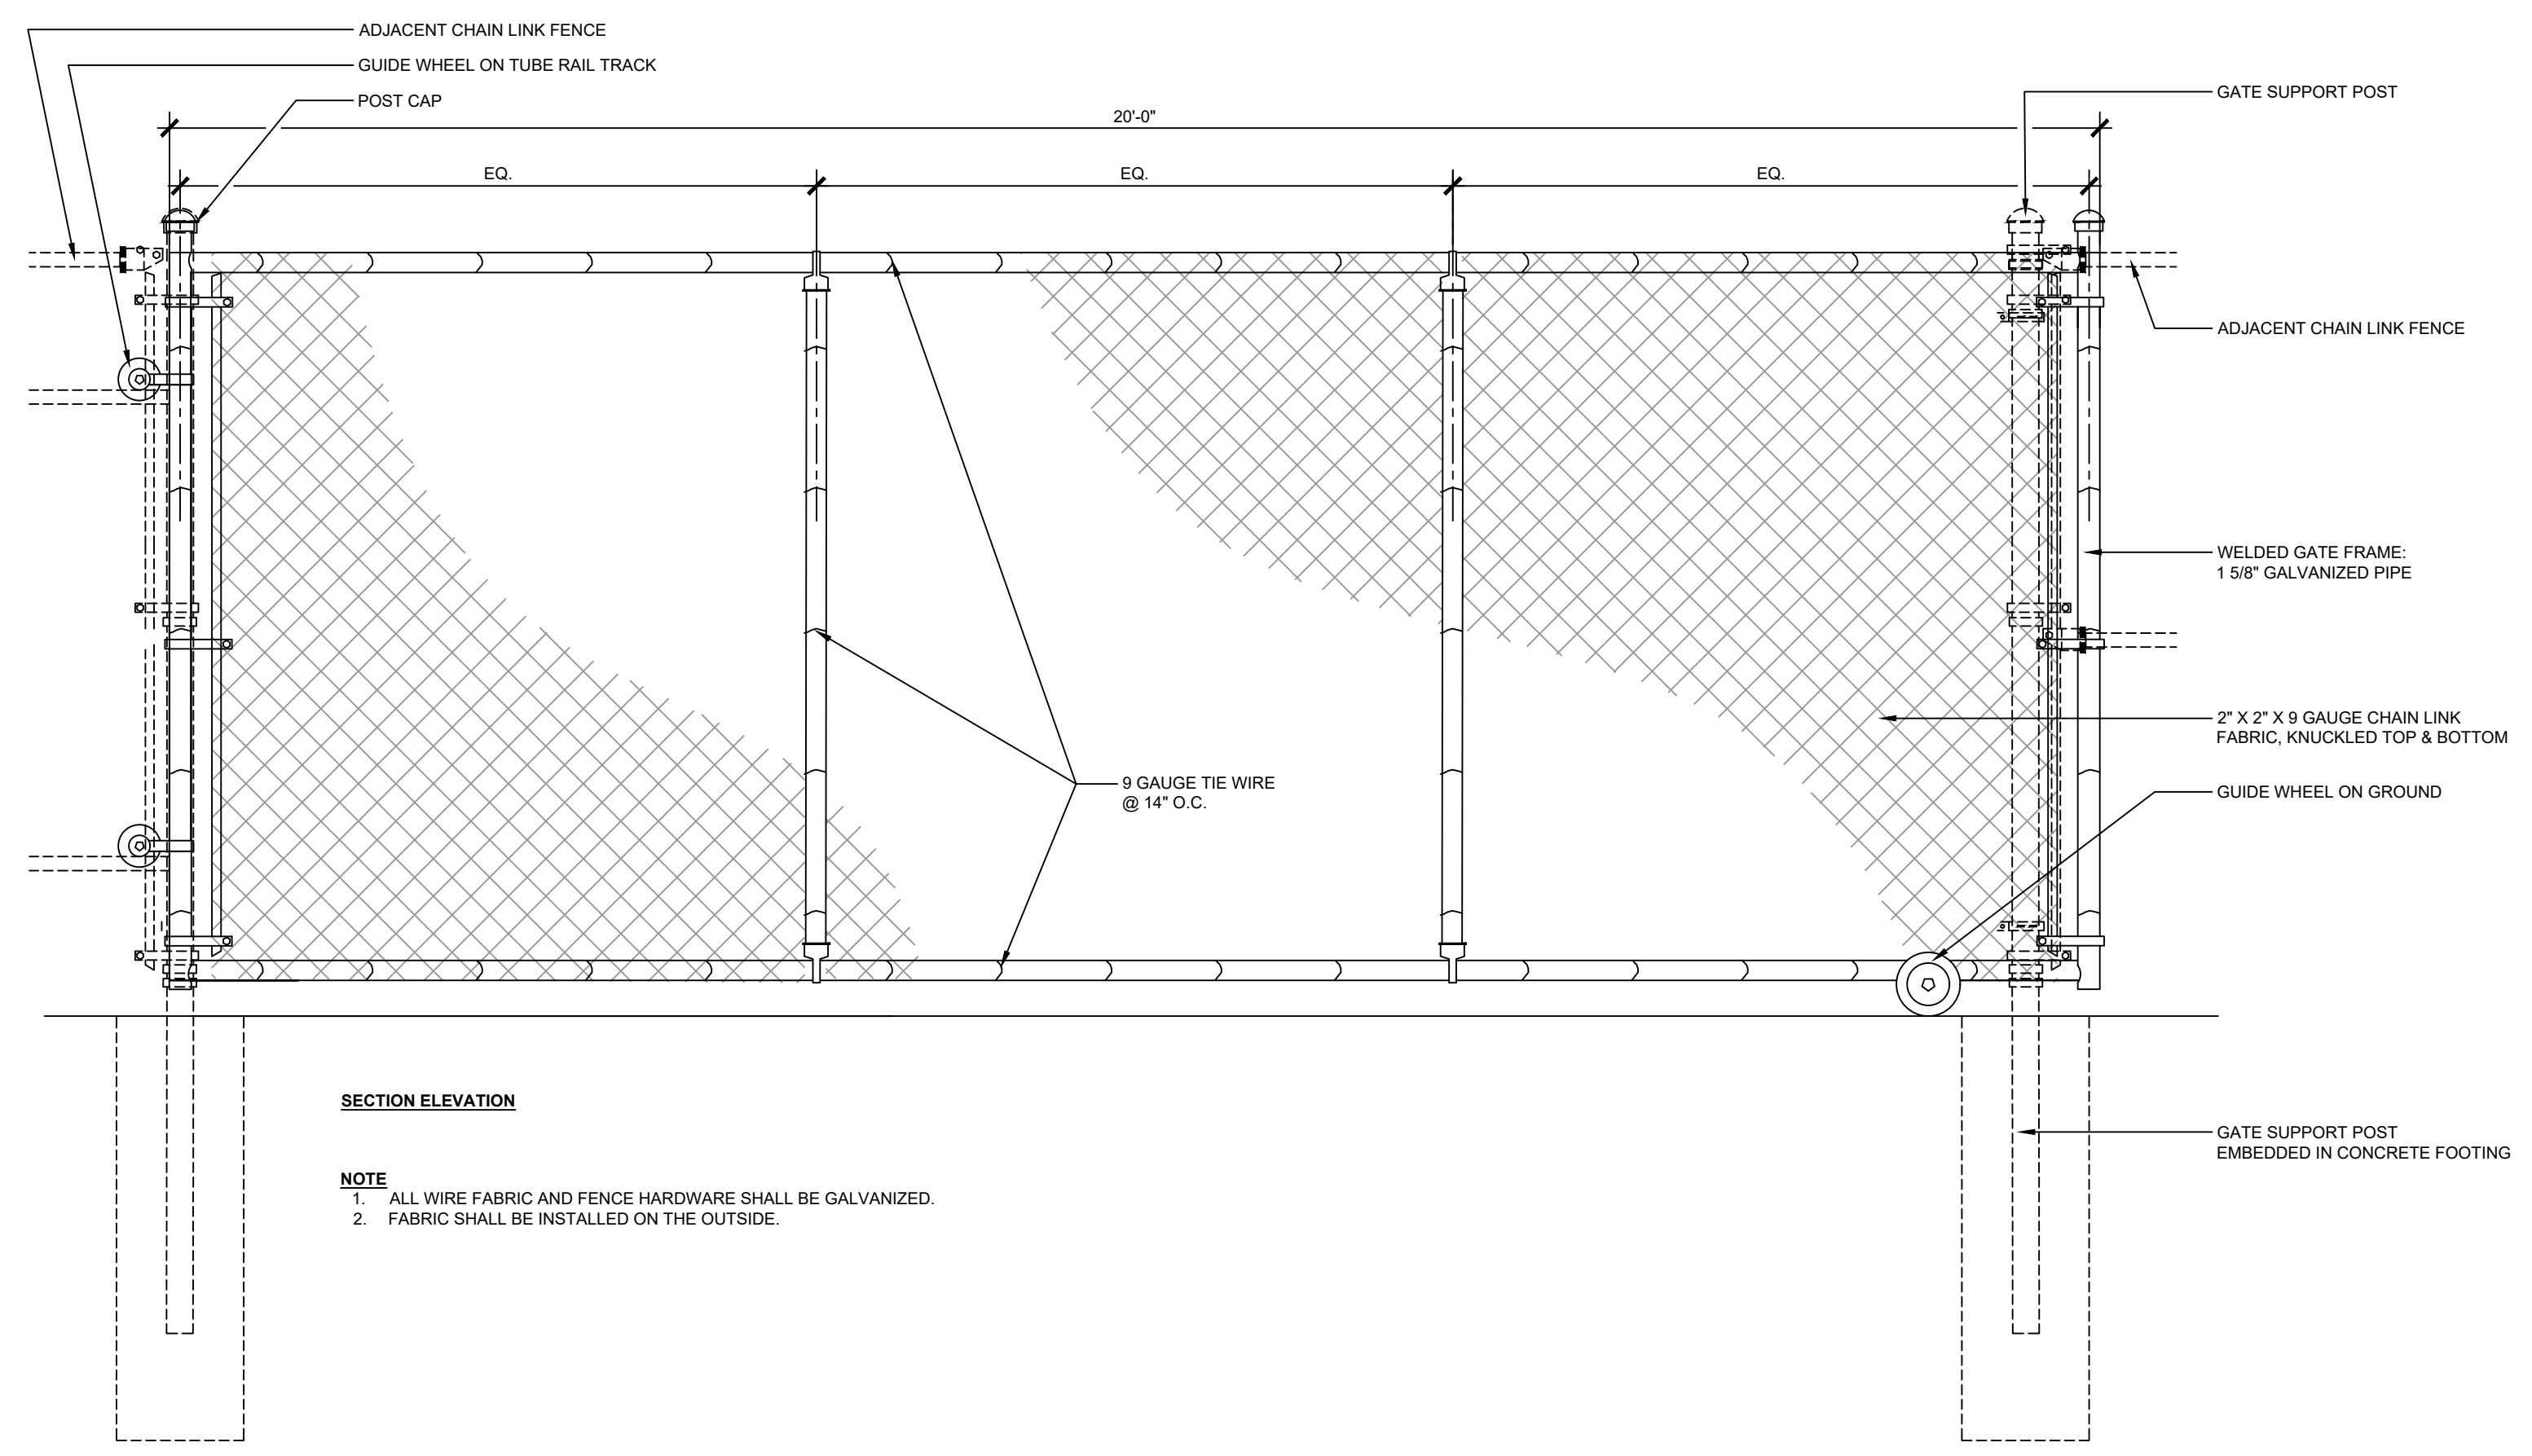 ADJACENT CHAIN LINK FENCE
GUIDE WHEEL ON TUBE RAIL TRACK
POST CAP
GATE SUPPORT POST
20'-0"
EQ.
EQ.
EQ.
ADJACENT CHAIN LINK FENCE
WELDED GATE FRAME:
1 5/8" GALVANIZED PIPE
2" X 2" X 9 GAUGE CHAIN LINK
FABRIC, KNUCKLED TOP & BOTTOM
9 GAUGE TIE WIRE
@ 14" O.C.
GUIDE WHEEL ON GROUND
SECTION ELEVATION
GATE SUPPORT POST
EMBEDDED IN CONCRETE FOOTING
NOTE
1. ALL WIRE FABRIC AND FENCE HARDWARE SHALL BE GALVANIZED.
2. FABRIC SHALL BE INSTALLED ON THE OUTSIDE.